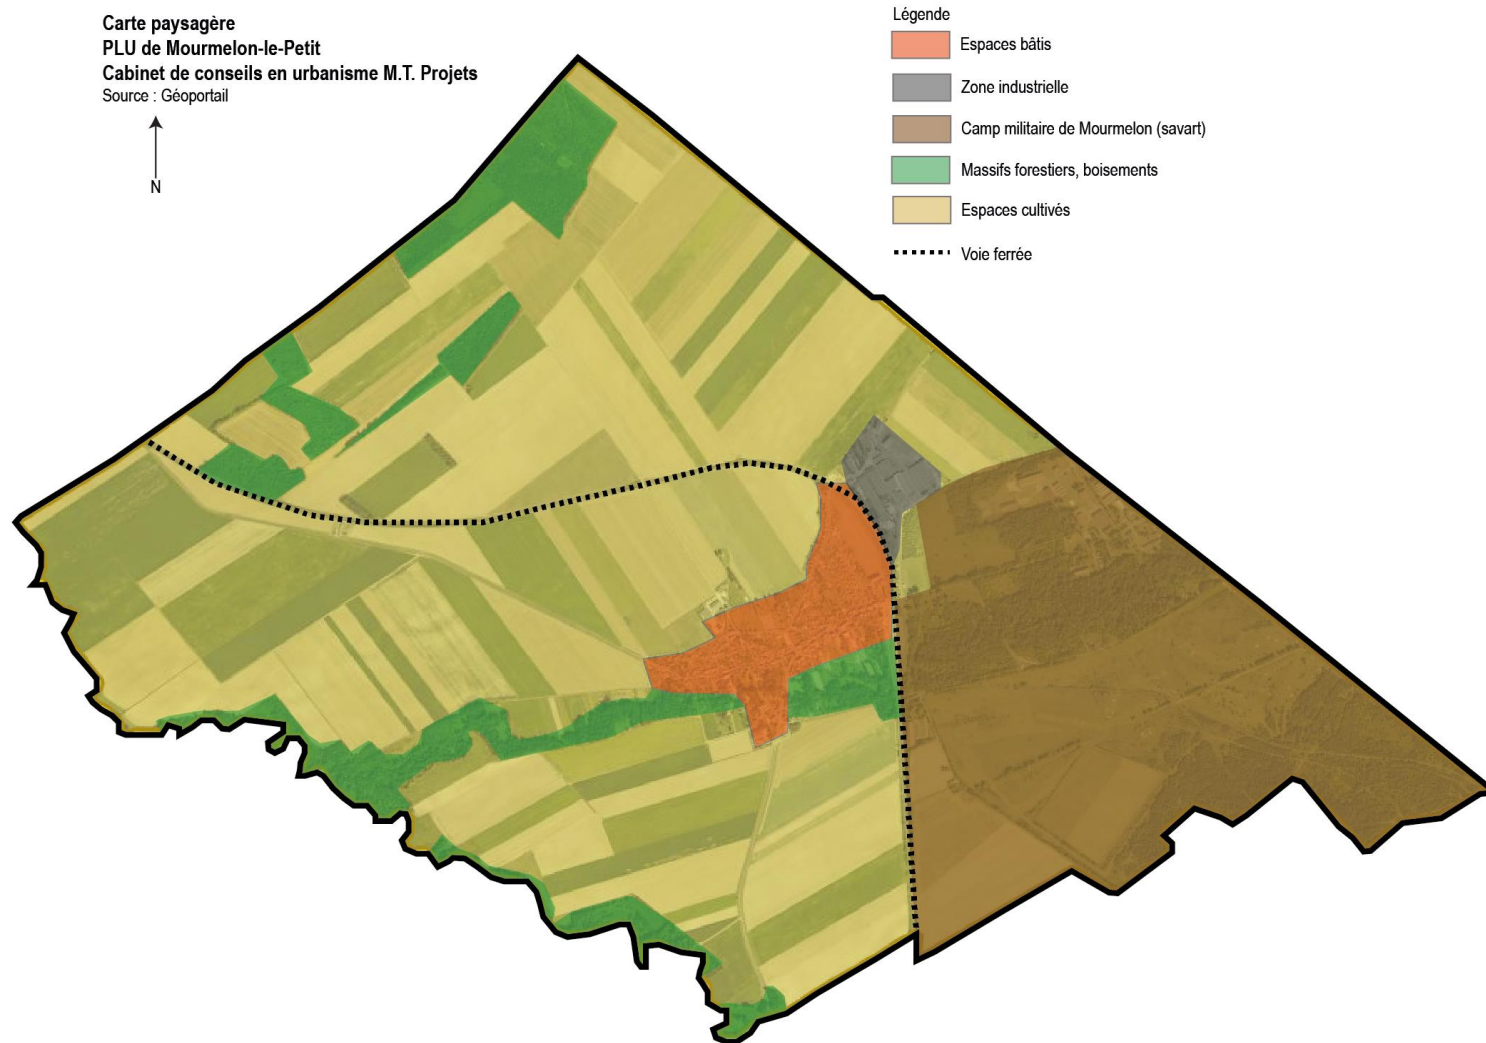 Carte paysagère
PLU de Mourmelon-le-Petit
Cabinet de conseils en urbanisme M.T. Projets
Source : Géoportail
N
Légende
Espaces bâtis
Zone industrielle
Camp militaire de Mourmelon (savart)
Massifs forestiers, boisements
Espaces cultivés
Voie ferrée